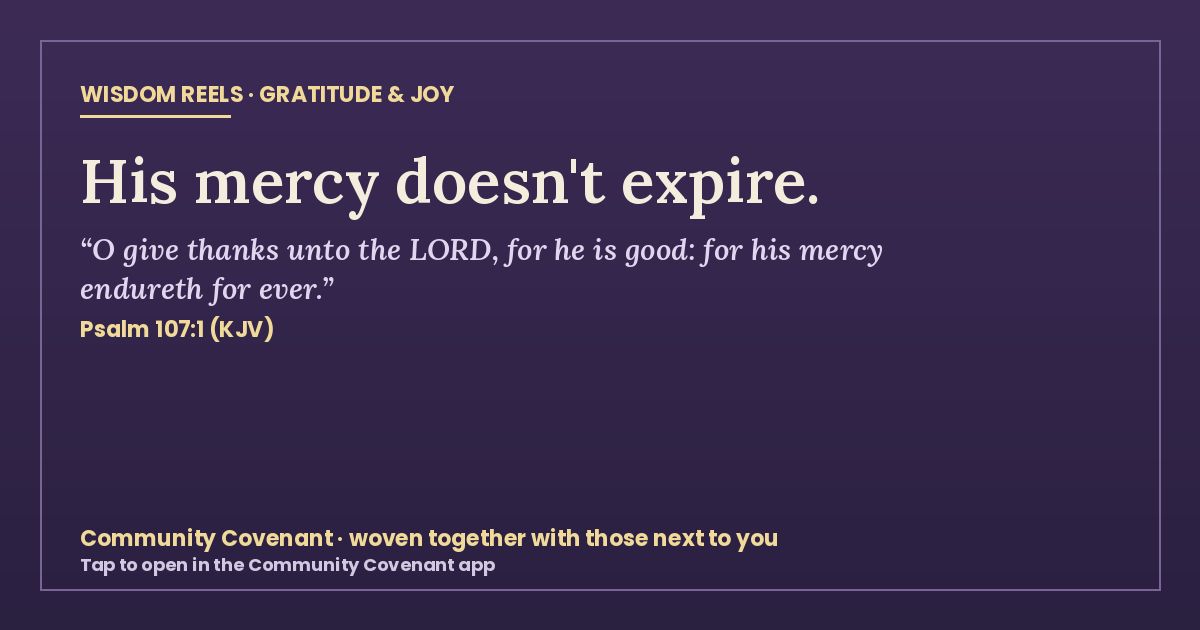 WISDOM REELS · GRATITUDE & JOY
His mercy doesn't expire.
“O give thanks unto the LORD, for he is good: for his mercy
endureth for ever.”
Psalm 107:1 (KJV)
Community Covenant · woven together with those next to you
Tap to open in the Community Covenant app